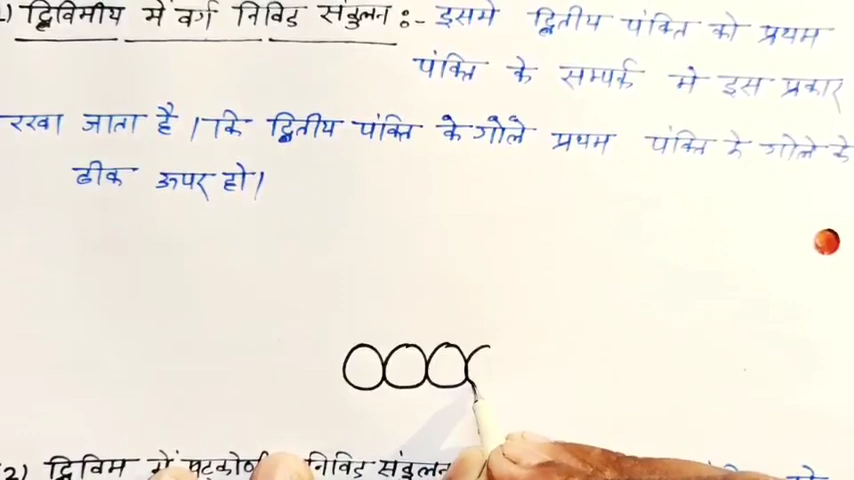 1) द्विविमीय में वर्ग निविड संकुलन :- इसमे द्वितीय पंक्ति को प्रथम
पंक्ति के सम्पर्क मे इस प्रकार
रखा जाता है। कि द्वितीय पंक्ति के गोले प्रथम पंक्ति के गोले के
ठीक ऊपर हो।
2) द्विविम में षट्कोणीय निविड संकुलन